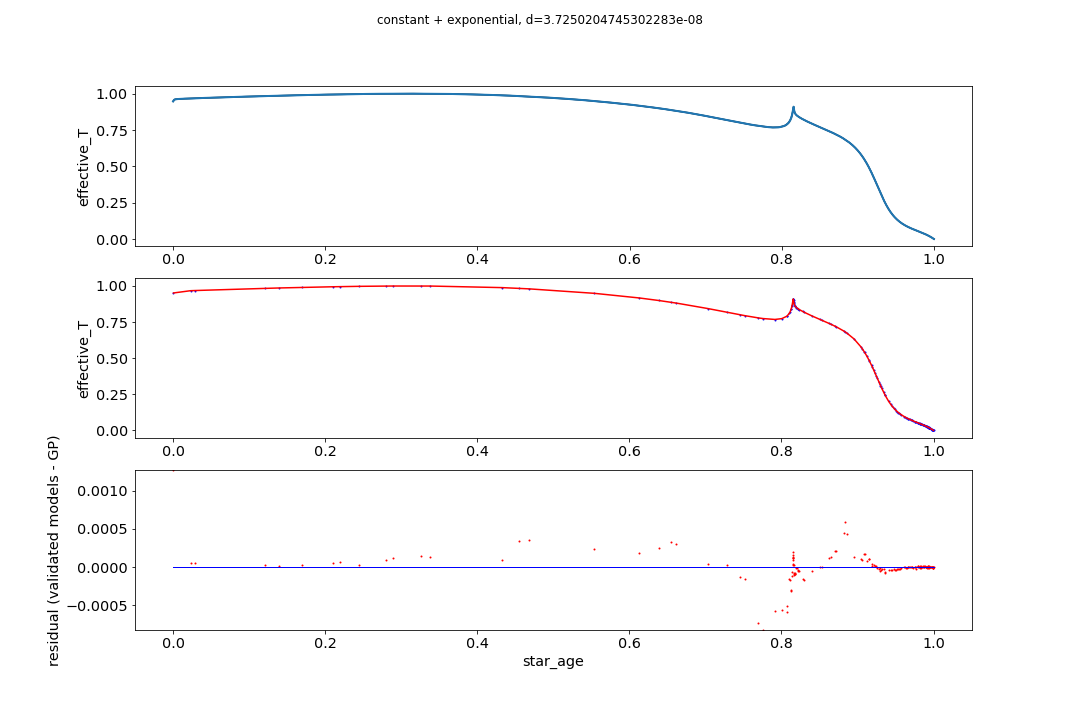 constant + exponential, d=3.7250204745302283e-08
1.00
0.75
0.50
0.25
0.00
effective_T
0.0 0.2 0.4 0.6 0.8 1.0
1.00
0.75
0.50
0.25
0.00
effective_T
0.0 0.2 0.4 0.6 0.8 1.0
0.0010
0.0005
0.0000
−0.0005
residual (validated models - GP)
0.0 0.2 0.4 0.6 0.8 1.0
star_age